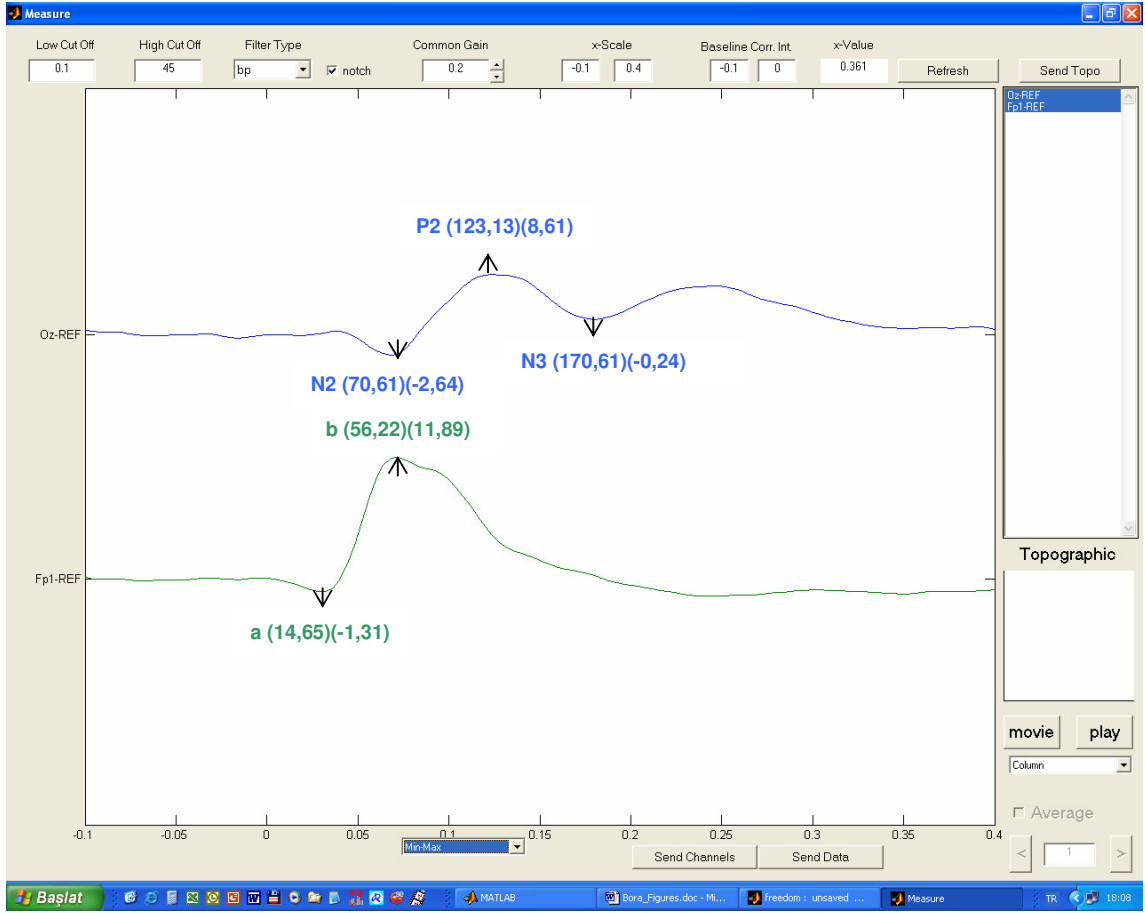 Measure
Low Cut Off High Cut Off Filter Type Common Gain x-Scale Baseline Corr. Int. x-Value
0.1 45 bp notch 0.2 -0.1 0.4 -0.1 0 0.361 Refresh Send Topo
Oz-REF
Fp1-REF
P2 (123,13)(8,61)
Oz-REF
N3 (170,61)(-0,24)
N2 (70,61)(-2,64)
b (56,22)(11,89)
Topographic
Fp1-REF
a (14,65)(-1,31)
movie play
Column
Average
-0.1 -0.05 0 0.05 0.1 0.15 0.2 0.25 0.3 0.35 0.4
Min-Max
Send Channels Send Data
< 1 >
Başlat MATLAB Bora_Figures.doc - Mi... freedom : unsaved ... Measure TR 18:08